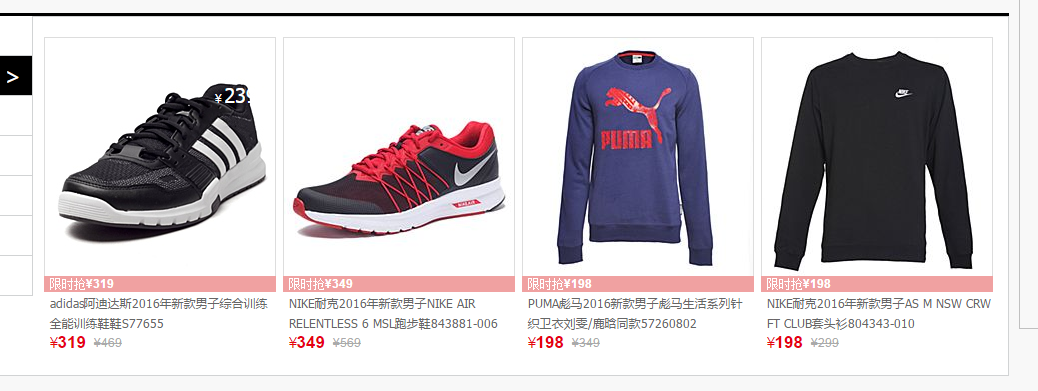 >
¥239
PUMA
NIKE
限时抢¥319
限时抢¥349
限时抢¥198
限时抢¥198
adidas阿迪达斯2016年新款男子综合训练
全能训练鞋鞋S77655
¥319 ¥469
NIKE耐克2016年新款男子NIKE AIR
RELENTLESS 6 MSL跑步鞋843881-006
¥349 ¥569
PUMA彪马2016新款男子彪马生活系列针
织卫衣刘雯/鹿晗同款57260802
¥198 ¥349
NIKE耐克2016年新款男子AS M NSW CRW
FT CLUB套头衫804343-010
¥198 ¥299